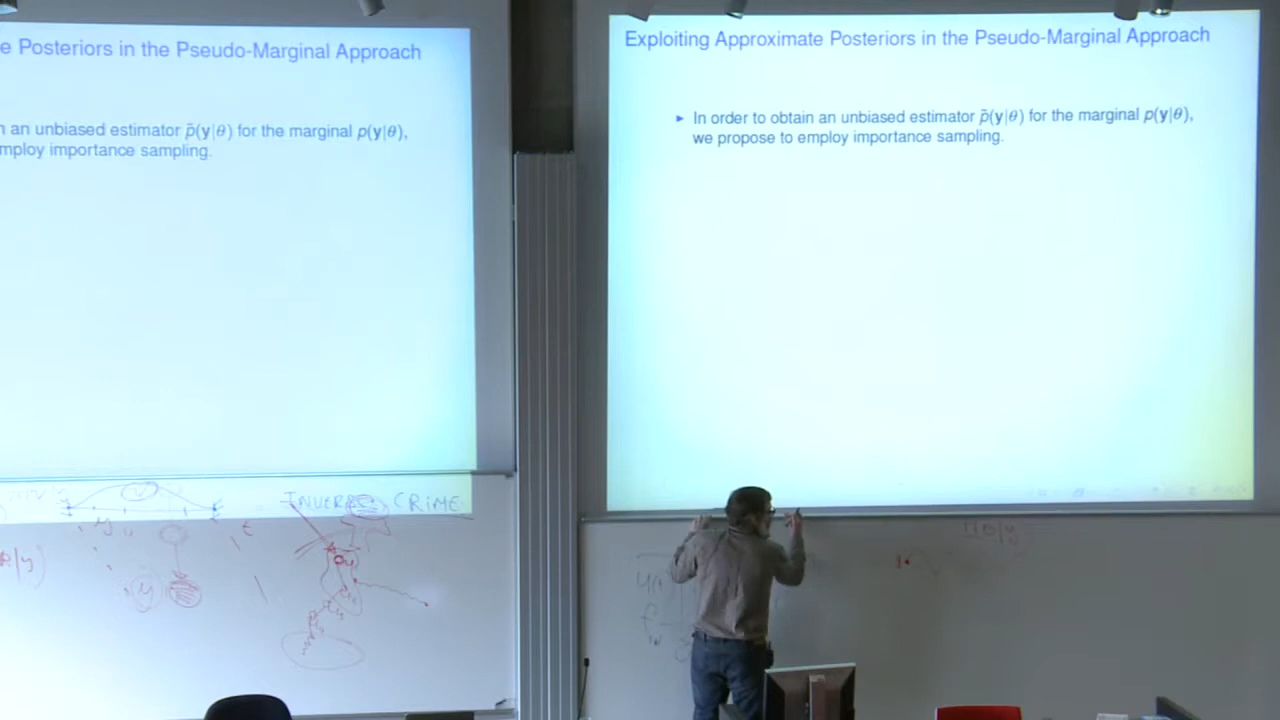 e Posteriors in the Pseudo-Marginal Approach
n an unbiased estimator p̃(y|θ) for the marginal p(y|θ),
mploy importance sampling.
INVERSE CRIME
Exploiting Approximate Posteriors in the Pseudo-Marginal Approach
▸ In order to obtain an unbiased estimator p̃(y|θ) for the marginal p(y|θ),
we propose to employ importance sampling.